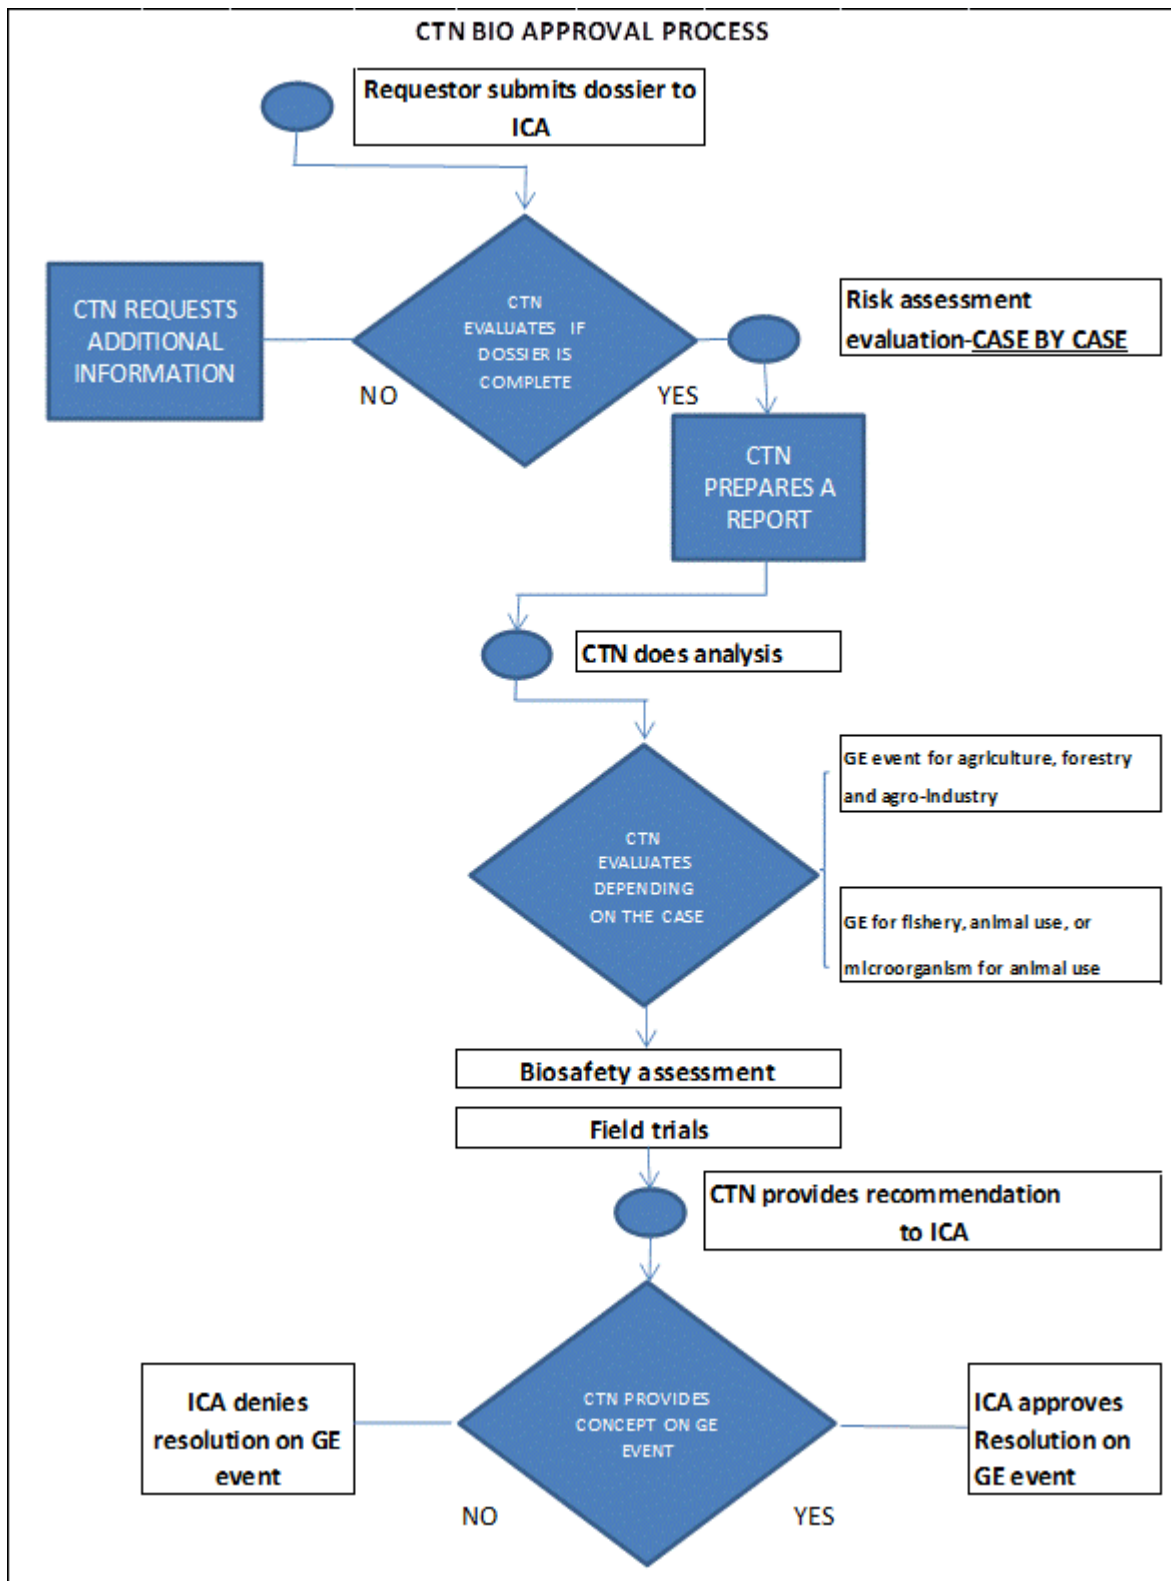 CTN BIO APPROVAL PROCESS
Requestor submits dossier to
ICA
CTN REQUESTS
ADDITIONAL
INFORMATION
CTN
EVALUATES IF
DOSSIER IS
COMPLETE
NO
YES
Risk assessment
evaluation-CASE BY CASE
CTN
PREPARES A
REPORT
CTN does analysis
CTN
EVALUATES
DEPENDING
ON THE CASE
GE event for agriculture, forestry
and agro-industry
GE for fishery, animal use, or
microorganism for animal use
Biosafety assessment
Field trials
CTN provides recommendation
to ICA
CTN PROVIDES
CONCEPT ON GE
EVENT
ICA denies
resolution on GE
event
NO
YES
ICA approves
Resolution on
GE event